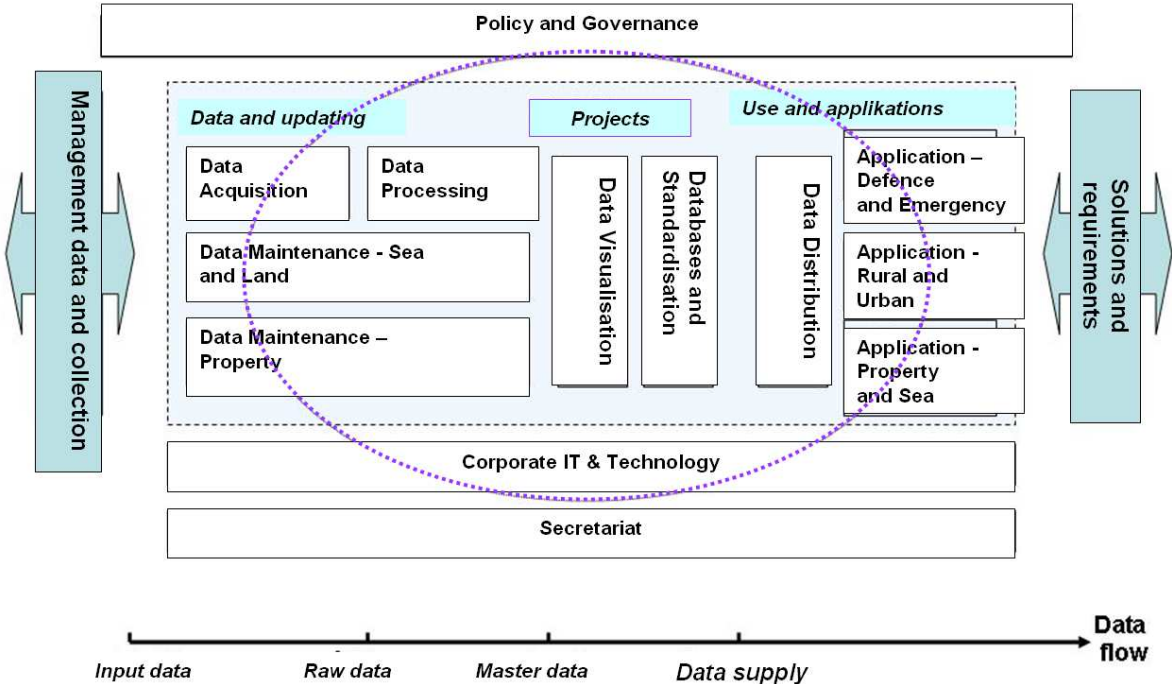 Policy and Governance
Management data and collection
Data and updating
Projects
Use and applikations
Data
Acquisition
Data
Processing
Data Maintenance - Sea
and Land
Data Maintenance –
Property
Data Visualisation
Databases and
Standardisation
Data Distribution
Application –
Defence
and Emergency
Application -
Rural and
Urban
Application -
Property
and Sea
Solutions and
requirements
Corporate IT & Technology
Secretariat
Input data
Raw data
Master data
Data supply
Data
flow